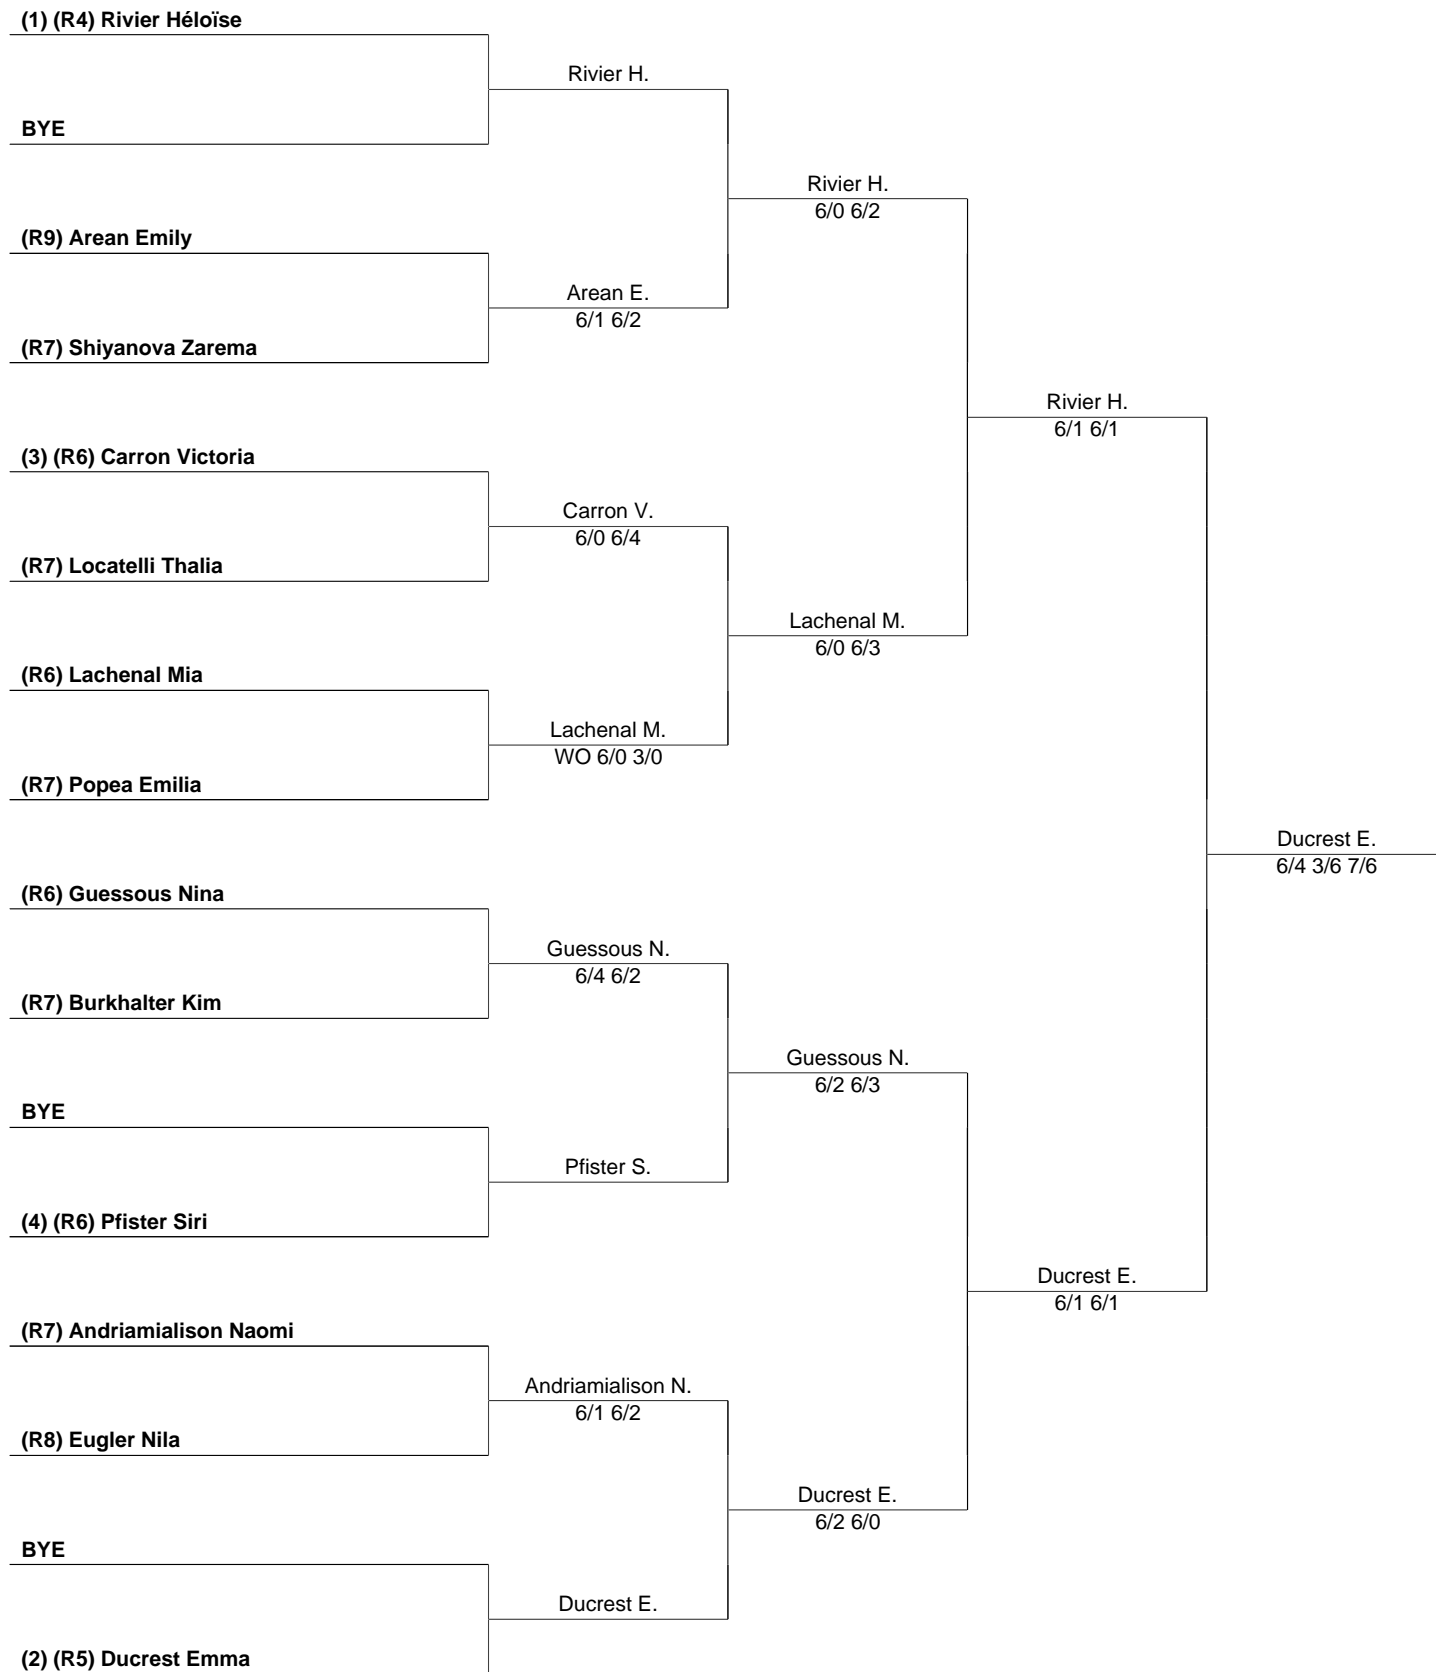 (1) (R4) Rivier Héloïse
Rivier H.
BYE
Rivier H.
6/0 6/2
(R9) Arean Emily
Arean E.
6/1 6/2
(R7) Shiyanova Zarema
Rivier H.
6/1 6/1
(3) (R6) Carron Victoria
Carron V.
6/0 6/4
(R7) Locatelli Thalia
Lachenal M.
6/0 6/3
(R6) Lachenal Mia
Lachenal M.
WO 6/0 3/0
(R7) Popea Emilia
Ducrest E.
6/4 3/6 7/6
(R6) Guessous Nina
Guessous N.
6/4 6/2
(R7) Burkhalter Kim
Guessous N.
6/2 6/3
BYE
Pfister S.
(4) (R6) Pfister Siri
Ducrest E.
6/1 6/1
(R7) Andriamialison Naomi
Andriamialison N.
6/1 6/2
(R8) Eugler Nila
Ducrest E.
6/2 6/0
BYE
Ducrest E.
(2) (R5) Ducrest Emma